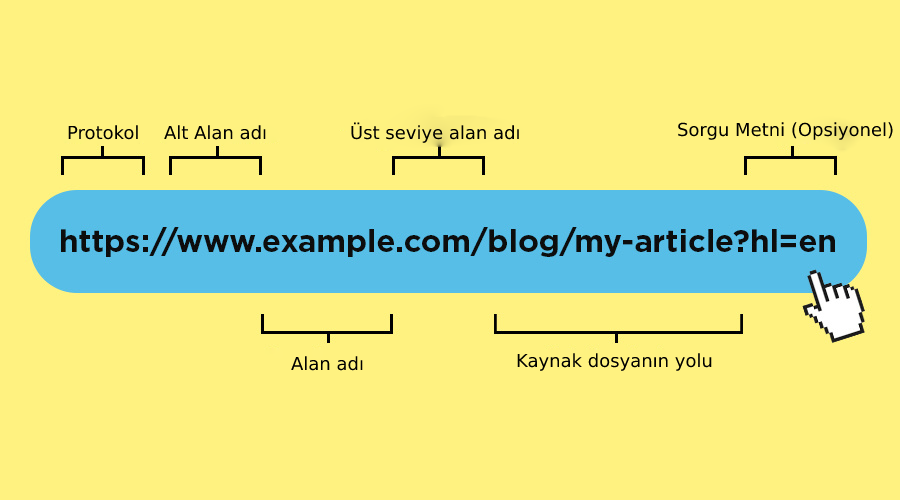 Protokol
Alt Alan adı
Üst seviye alan adı
Sorgu Metni (Opsiyonel)
https://www.example.com/blog/my-article?hl=en
Alan adı
Kaynak dosyanın yolu